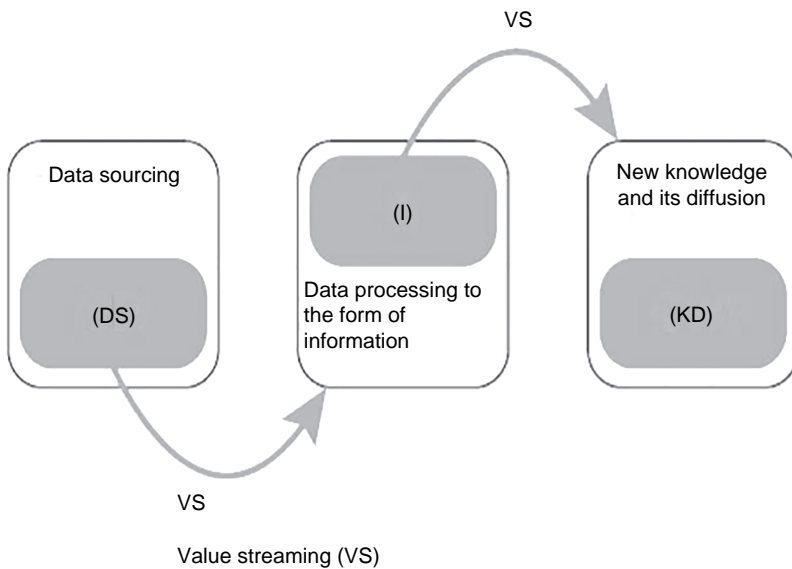 VS
Data sourcing
(DS)
(I)
Data processing to
the form of
information
New knowledge
and its diffusion
(KD)
VS
Value streaming (VS)